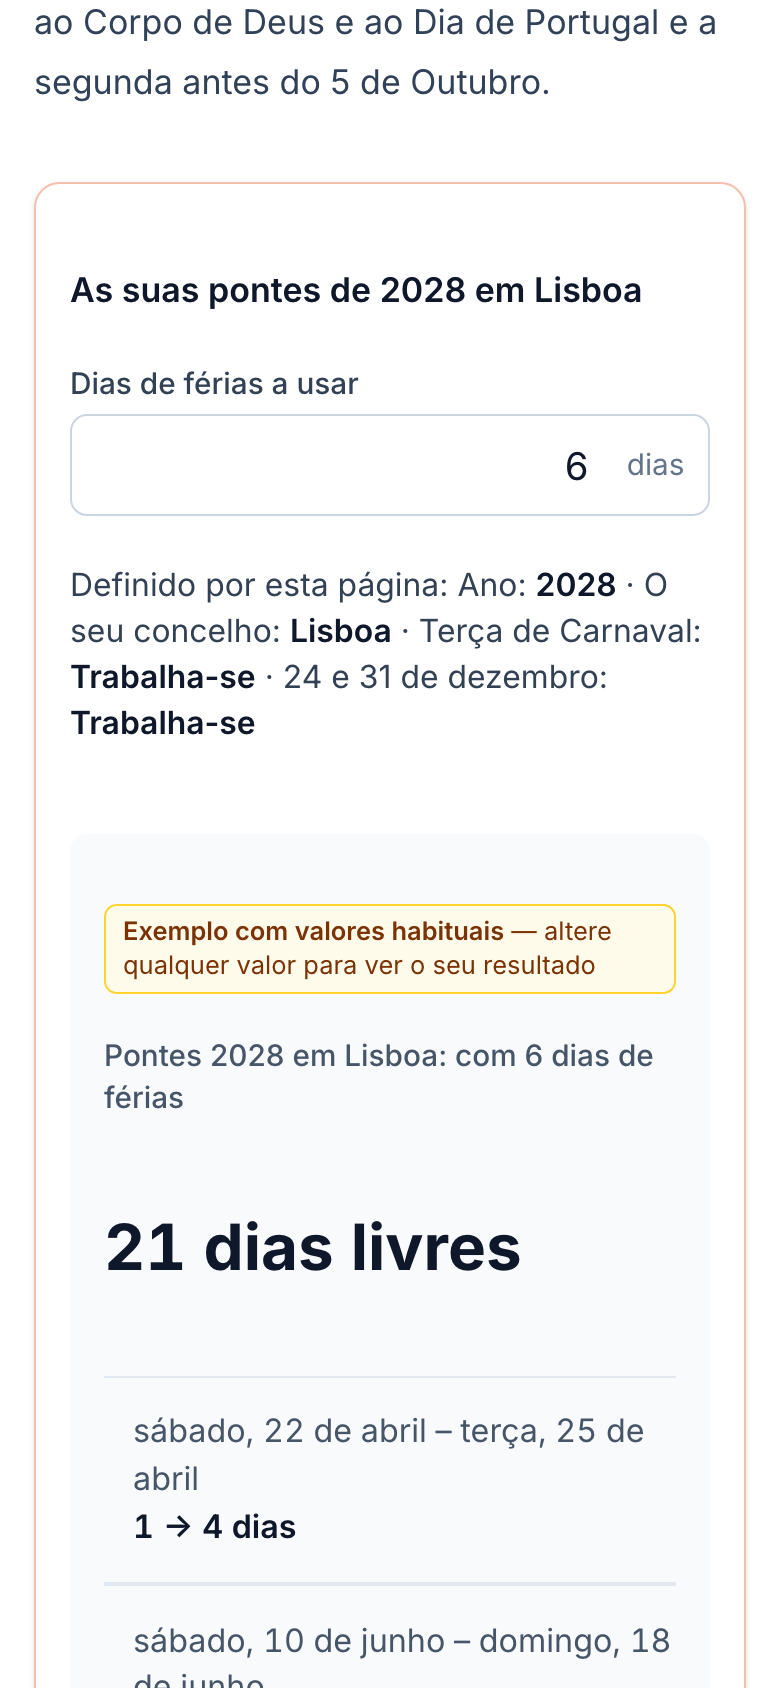 ao Corpo de Deus e ao Dia de Portugal e a
segunda antes do 5 de Outubro.
As suas pontes de 2028 em Lisboa
Dias de férias a usar
6 dias
Definido por esta página: Ano: 2028 · O
seu concelho: Lisboa · Terça de Carnaval:
Trabalha-se · 24 e 31 de dezembro:
Trabalha-se
Exemplo com valores habituais — altere
qualquer valor para ver o seu resultado
Pontes 2028 em Lisboa: com 6 dias de
férias
21 dias livres
sábado, 22 de abril – terça, 25 de
abril
1 → 4 dias
sábado, 10 de junho – domingo, 18
de junho